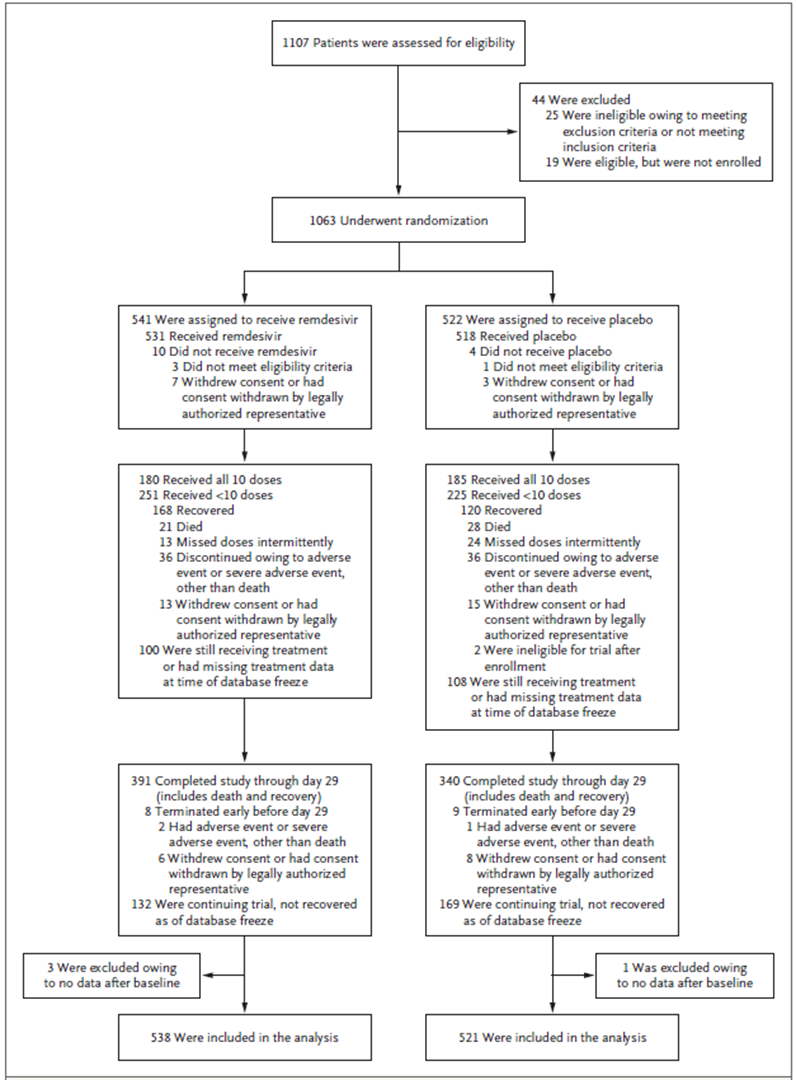 1107 Patients were assessed for eligibility
44 Were excluded
25 Were ineligible owing to meeting
exclusion criteria or not meeting
inclusion criteria
19 Were eligible, but were not enrolled
1063 Underwent randomization
541 Were assigned to receive remdesivir
531 Received remdesivir
10 Did not receive remdesivir
3 Did not meet eligibility criteria
7 Withdrew consent or had
consent withdrawn by legally
authorized representative
522 Were assigned to receive placebo
518 Received placebo
4 Did not receive placebo
1 Did not meet eligibility criteria
3 Withdrew consent or had
consent withdrawn by legally
authorized representative
180 Received all 10 doses
251 Received <10 doses
168 Recovered
21 Died
13 Missed doses intermittently
36 Discontinued owing to adverse
event or severe adverse event,
other than death
13 Withdrew consent or had
consent withdrawn by legally
authorized representative
100 Were still receiving treatment
or had missing treatment data
at time of database freeze
185 Received all 10 doses
225 Received <10 doses
120 Recovered
28 Died
24 Missed doses intermittently
36 Discontinued owing to adverse
event or severe adverse event,
other than death
15 Withdrew consent or had
consent withdrawn by legally
authorized representative
2 Were ineligible for trial after
enrollment
108 Were still receiving treatment
or had missing treatment data
at time of database freeze
391 Completed study through day 29
(includes death and recovery)
8 Terminated early before day 29
2 Had adverse event or severe
adverse event, other than death
6 Withdrew consent or had consent
withdrawn by legally authorized
representative
132 Were continuing trial, not recovered
as of database freeze
340 Completed study through day 29
(includes death and recovery)
9 Terminated early before day 29
1 Had adverse event or severe
adverse event, other than death
8 Withdrew consent or had consent
withdrawn by legally authorized
representative
169 Were continuing trial, not recovered
as of database freeze
3 Were excluded owing
to no data after baseline
1 Was excluded owing
to no data after baseline
538 Were included in the analysis
521 Were included in the analysis